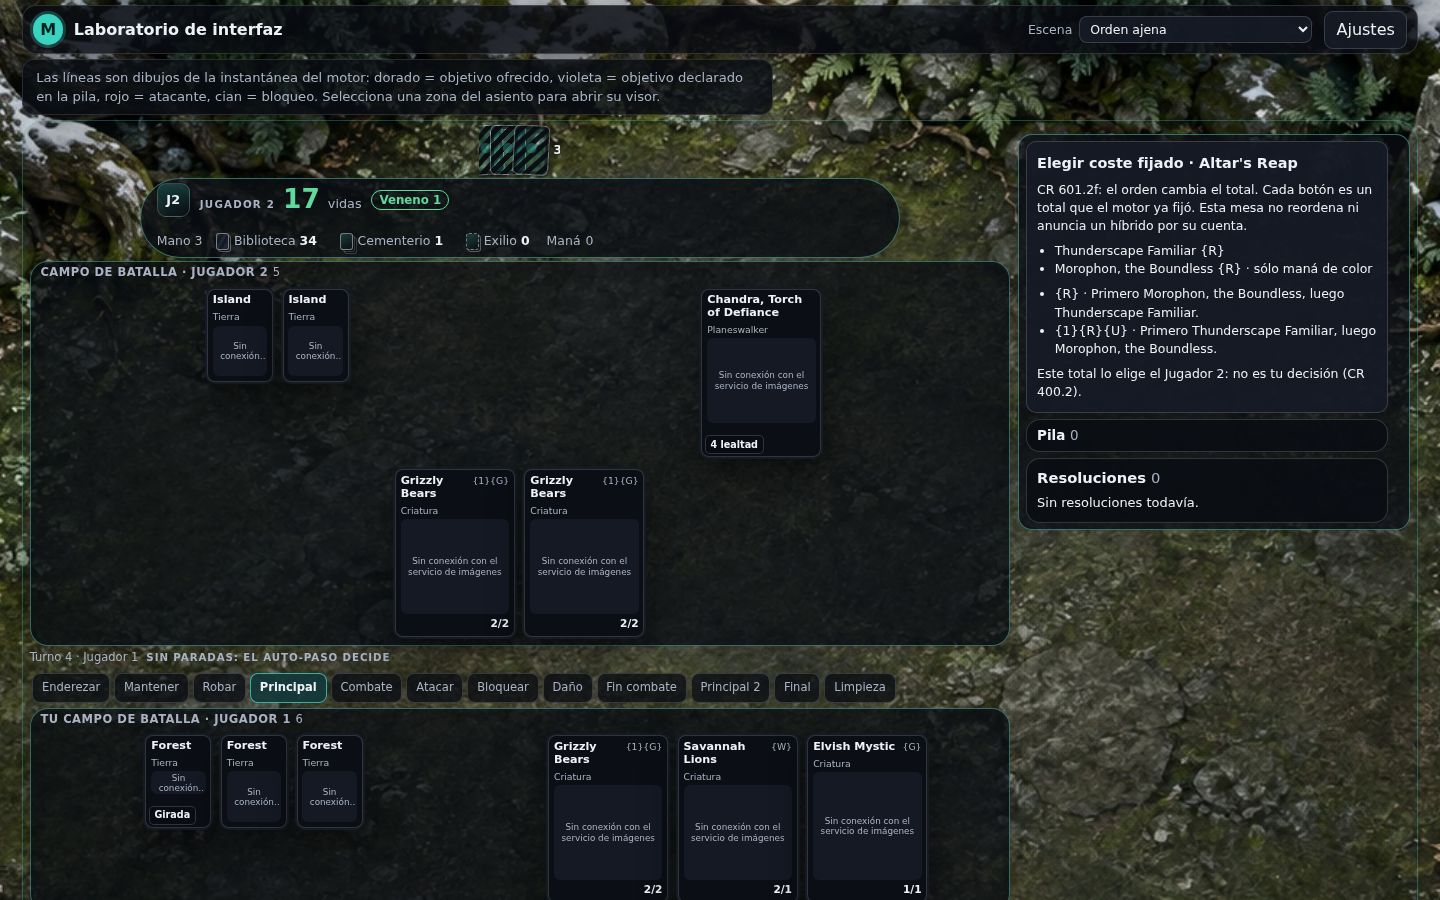 M Laboratorio de interfaz
Escena Orden ajena Ajustes
Las líneas son dibujos de la instantánea del motor: dorado = objetivo ofrecido, violeta = objetivo declarado
en la pila, rojo = atacante, cian = bloqueo. Selecciona una zona del asiento para abrir su visor.
3
J2 JUGADOR 2 17 vidas Veneno 1
Mano 3 Biblioteca 34 Cementerio 1 Exilio 0 Maná 0
CAMPO DE BATALLA · JUGADOR 2 5
Island
Tierra
Sin
conexión..
Island
Tierra
Sin
conexión..
Chandra, Torch
of Defiance
Planeswalker
Sin conexión con el
servicio de imágenes
4 lealtad
Grizzly {1}{G}
Bears
Criatura
Sin conexión con el
servicio de imágenes
2/2
Grizzly {1}{G}
Bears
Criatura
Sin conexión con el
servicio de imágenes
2/2
Turno 4 · Jugador 1 SIN PARADAS: EL AUTO-PASO DECIDE
Enderezar Mantener Robar Principal Combate Atacar Bloquear Daño Fin combate Principal 2 Final Limpieza
TU CAMPO DE BATALLA · JUGADOR 1 6
Forest
Tierra
Sin
conexión..
Girada
Forest
Tierra
Sin
conexión..
Forest
Tierra
Sin
conexión..
Grizzly {1}{G}
Bears
Criatura
Sin conexión con el
servicio de imágenes
2/2
Savannah {W}
Lions
Criatura
Sin conexión con el
servicio de imágenes
2/1
Elvish Mystic {G}
Criatura
Sin conexión con el
servicio de imágenes
1/1
Elegir coste fijado · Altar's Reap
CR 601.2f: el orden cambia el total. Cada botón es un
total que el motor ya fijó. Esta mesa no reordena ni
anuncia un híbrido por su cuenta.
• Thunderscape Familiar {R}
• Morophon, the Boundless {R} · sólo maná de color
• {R} · Primero Morophon, the Boundless, luego
Thunderscape Familiar.
• {1}{R}{U} · Primero Thunderscape Familiar, luego
Morophon, the Boundless.
Este total lo elige el Jugador 2: no es tu decisión (CR
400.2).
Pila 0
Resoluciones 0
Sin resoluciones todavía.